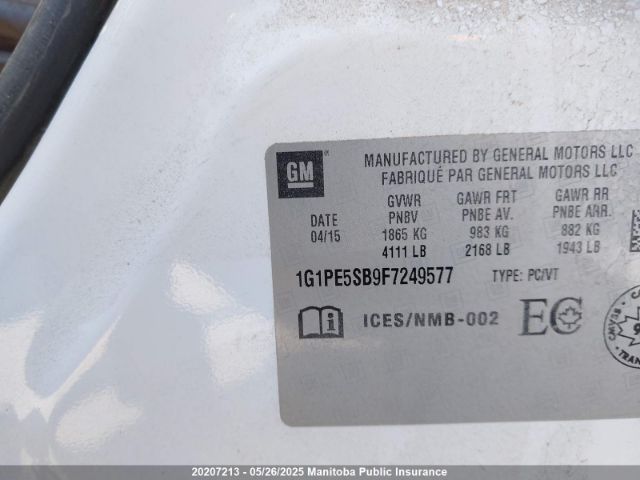 GM
MANUFACTURED BY GENERAL MOTORS LLC
FABRIQUÉ PAR GENERAL MOTORS LLC
GVWR GAWR FRT GAWR RR
DATE PNBV PNBE AV. PNBE ARR.
04/15 1865 KG 983 KG 882 KG
4111 LB 2168 LB 1943 LB
1G1PE5SB9F7249577 TYPE: PC/VT
i ICES/NMB-002 EC
20207213 - 05/26/2025 Manitoba Public Insurance